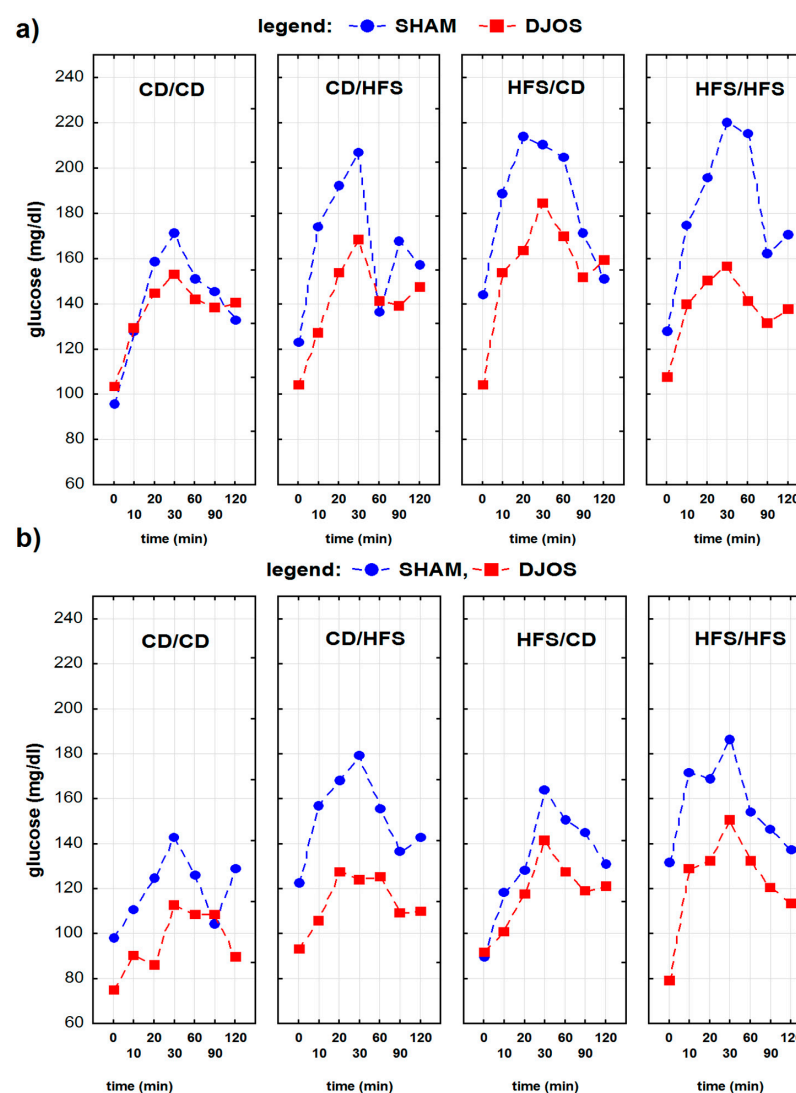 a)
legend: SHAM DJOS
CD/CD CD/HFS HFS/CD HFS/HFS
glucose (mg/dl)
240
220
200
180
160
140
120
100
80
60
0 20 60 120 0 20 60 120 0 20 60 120 0 20 60 120
10 30 90 10 30 90 10 30 90 10 30 90
time (min) time (min) time (min) time (min)
b)
legend: SHAM, DJOS
CD/CD CD/HFS HFS/CD HFS/HFS
glucose (mg/dl)
240
220
200
180
160
140
120
100
80
60
0 20 60 120 0 20 60 120 0 20 60 120 0 20 60 120
10 30 90 10 30 90 10 30 90 10 30 90
time (min) time (min) time (min) time (min)